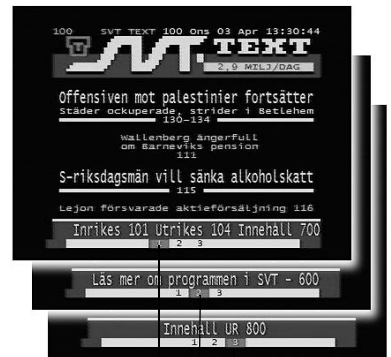 100 SVT TEXT 100 Ons 03 Apr 13:30:44
SVT. TEXT
2,9 MILJ/DAG
Offensiven mot palestinier fortsätter
Städer ockuperade, strider i Betlehem
130-134
Wallenberg ångerfull
om Barneviks pension
111
S-riksdagsmän vill sänka alkoholskatt
115
Lejon försvarade aktieförsäljning 116
Inrikes 101 Utrikes 104 Innehåll 700
1 2 3
Läs mer om programmen i SVT - 600
1 2 3
Innehåll UR 800
1 2 3